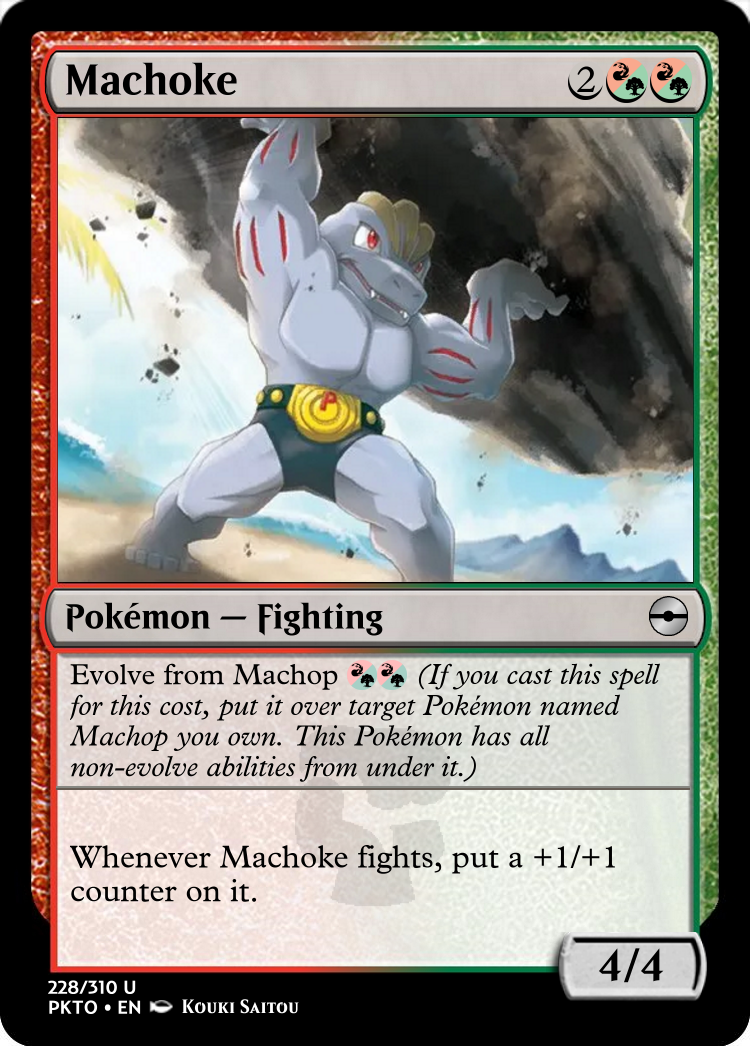 Machoke 2
P
Pokémon — Fighting
Evolve from Machop (If you cast this spell
for this cost, put it over target Pokémon named
Machop you own. This Pokémon has all
non-evolve abilities from under it.)
Whenever Machoke fights, put a +1/+1
counter on it.
4/4
228/310 U
PKTO • EN Kouki Saitou